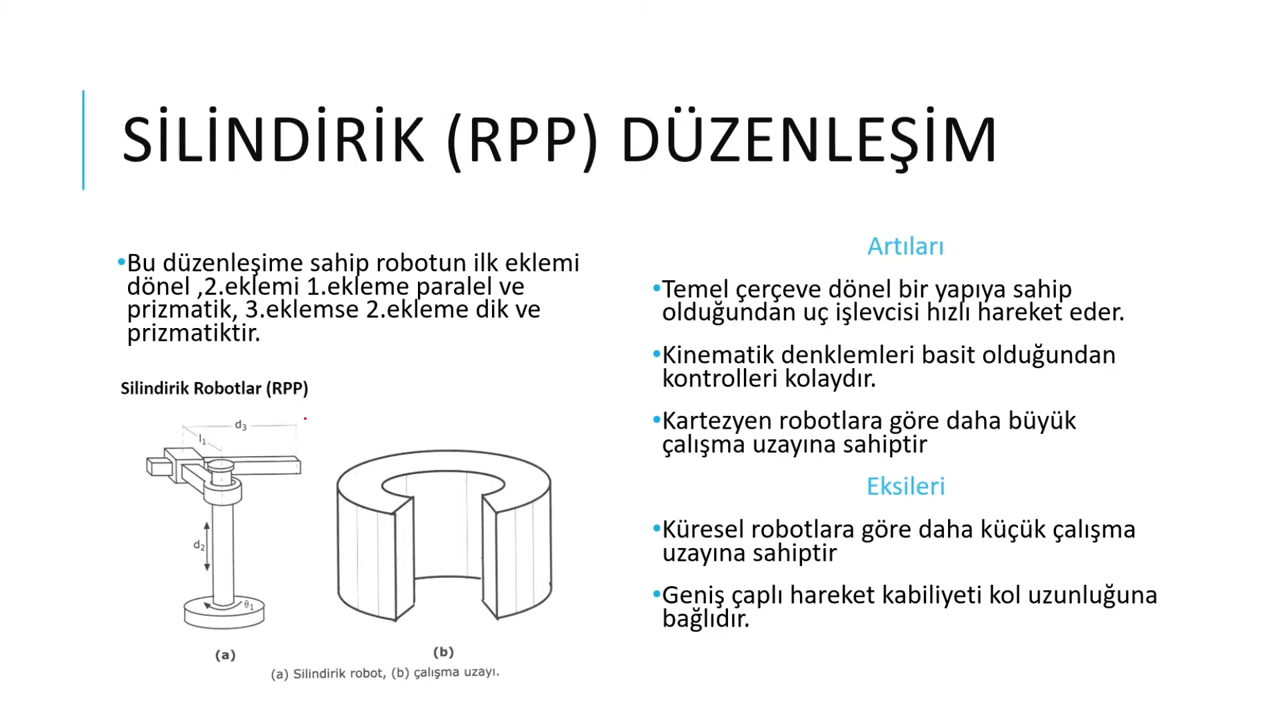 SİLİNDİRİK (RPP) DÜZENLEŞİM
•Bu düzenleşime sahip robotun ilk eklemi
dönel ,2.eklemi 1.ekleme paralel ve
prizmatik, 3.eklemse 2.ekleme dik ve
prizmatiktir.
Silindirik Robotlar (RPP)
d3
l1
d2
θ1
(a)
(b)
(a) Silindirik robot, (b) çalışma uzayı.
Artıları
•Temel çerçeve dönel bir yapıya sahip
olduğundan uç işlevcisi hızlı hareket eder.
•Kinematik denklemleri basit olduğundan
kontrolleri kolaydır.
•Kartezyen robotlara göre daha büyük
çalışma uzayına sahiptir
Eksileri
•Küresel robotlara göre daha küçük çalışma
uzayına sahiptir
•Geniş çaplı hareket kabiliyeti kol uzunluğuna
bağlıdır.